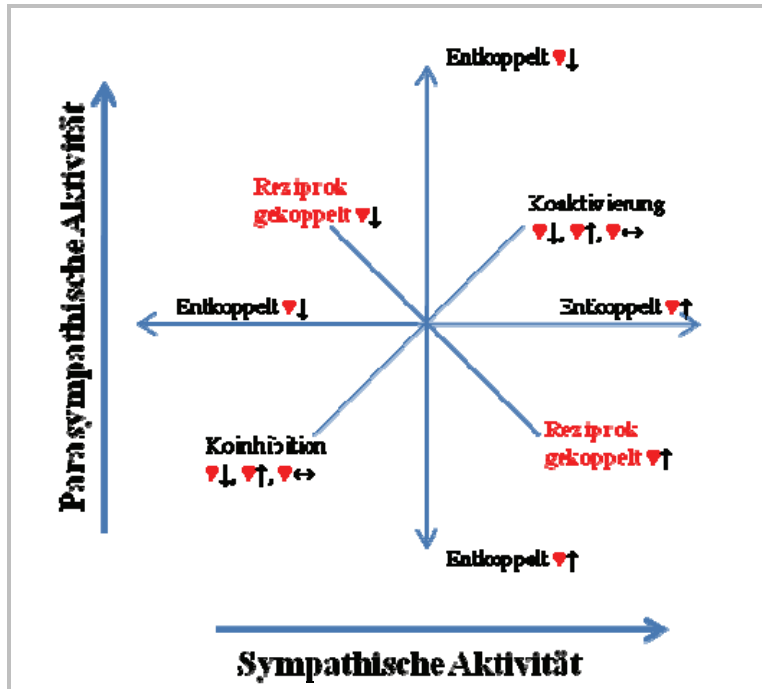 Entkoppelt ♥↓
Parasympathische Aktivität
Reziprok
gekoppelt ♥↓
Koaktivierung
♥↓, ♥↑, ♥↔
Entkoppelt ♥↓
Entkoppelt ♥↑
Koinhibition
♥↓, ♥↑, ♥↔
Reziprok
gekoppelt ♥↑
Entkoppelt ♥↑
Sympathische Aktivität